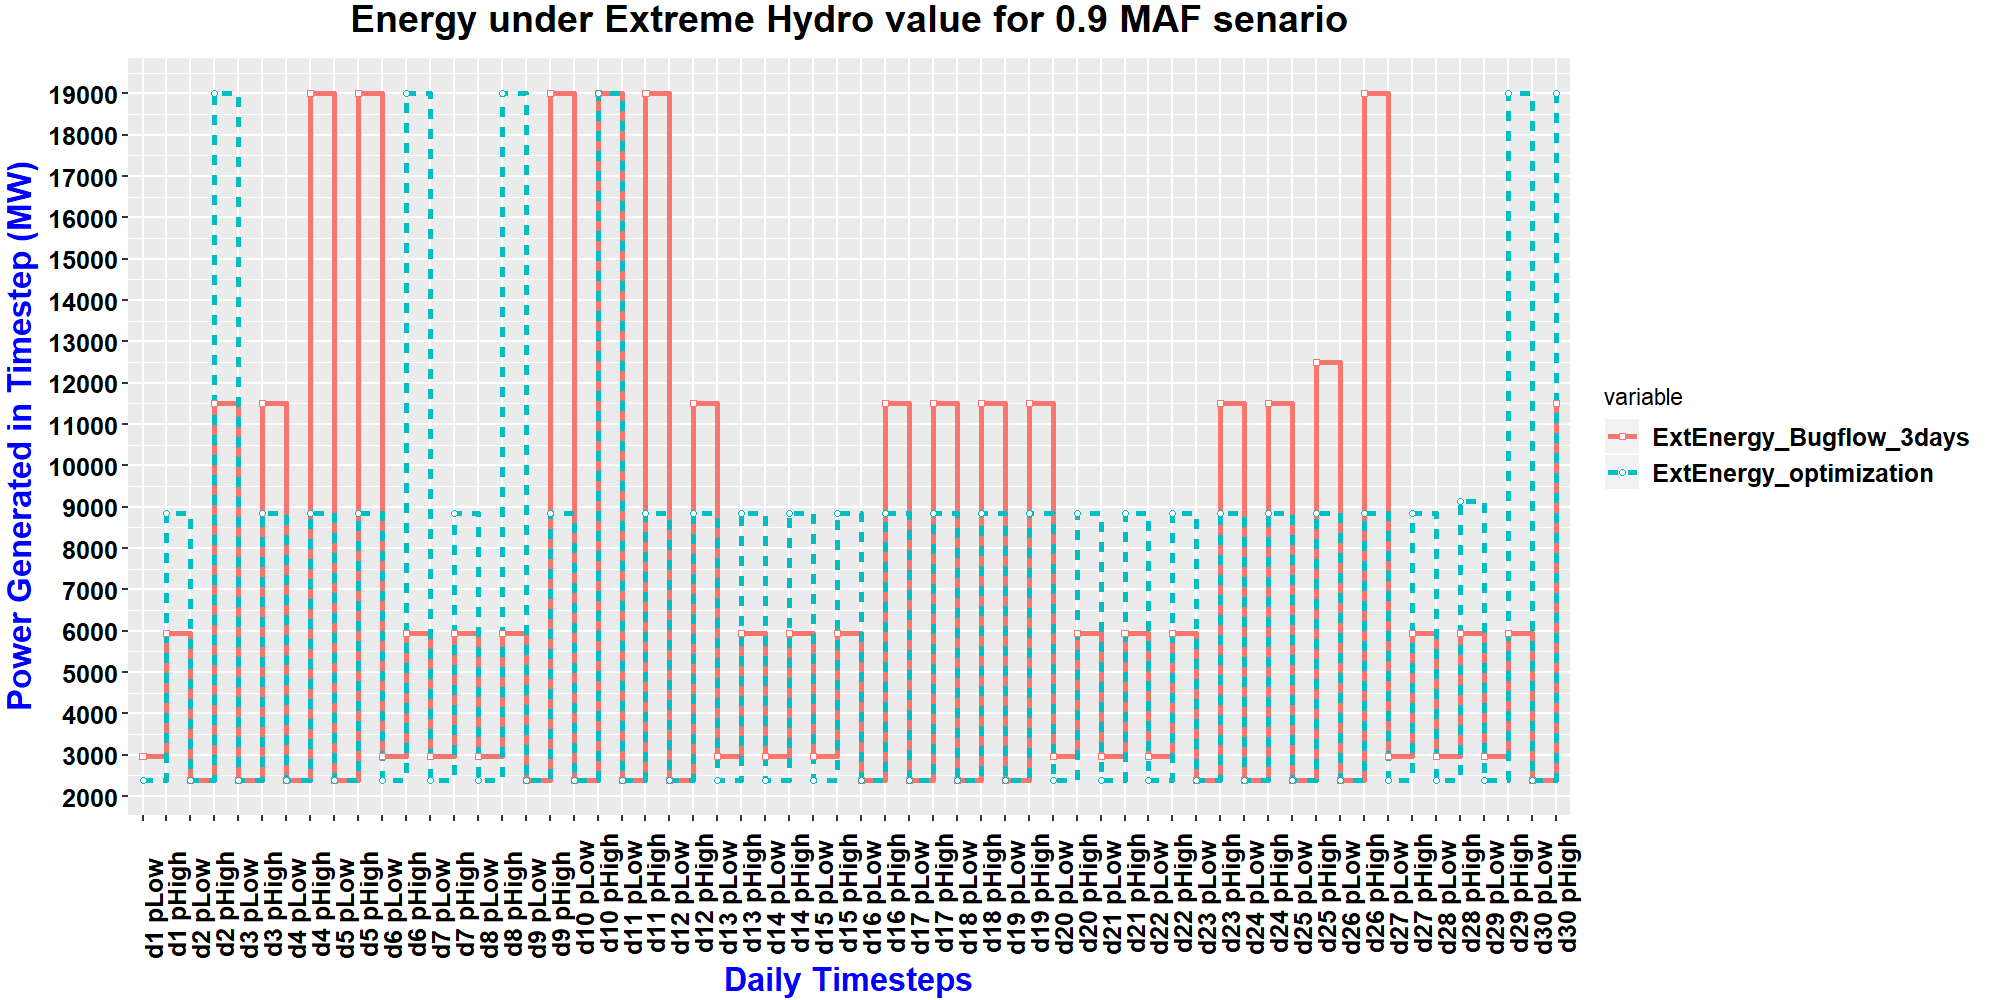 Energy under Extreme Hydro value for 0.9 MAF senario
Power Generated in Timestep (MW)
19000
18000
17000
16000
15000
14000
13000
12000
11000
10000
9000
8000
7000
6000
5000
4000
3000
2000
d1 pLow
d1 pHigh
d2 pLow
d2 pHigh
d3 pLow
d3 pHigh
d4 pLow
d4 pHigh
d5 pLow
d5 pHigh
d6 pLow
d6 pHigh
d7 pLow
d7 pHigh
d8 pLow
d8 pHigh
d9 pLow
d9 pHigh
d10 pLow
d10 pHigh
d11 pLow
d11 pHigh
d12 pLow
d12 pHigh
d13 pLow
d13 pHigh
d14 pLow
d14 pHigh
d15 pLow
d15 pHigh
d16 pLow
d16 pHigh
d17 pLow
d17 pHigh
d18 pLow
d18 pHigh
d19 pLow
d19 pHigh
d20 pLow
d20 pHigh
d21 pLow
d21 pHigh
d22 pLow
d22 pHigh
d23 pLow
d23 pHigh
d24 pLow
d24 pHigh
d25 pLow
d25 pHigh
d26 pLow
d26 pHigh
d27 pLow
d27 pHigh
d28 pLow
d28 pHigh
d29 pLow
d29 pHigh
d30 pLow
d30 pHigh
Daily Timesteps
variable
ExtEnergy_Bugflow_3days
ExtEnergy_optimization